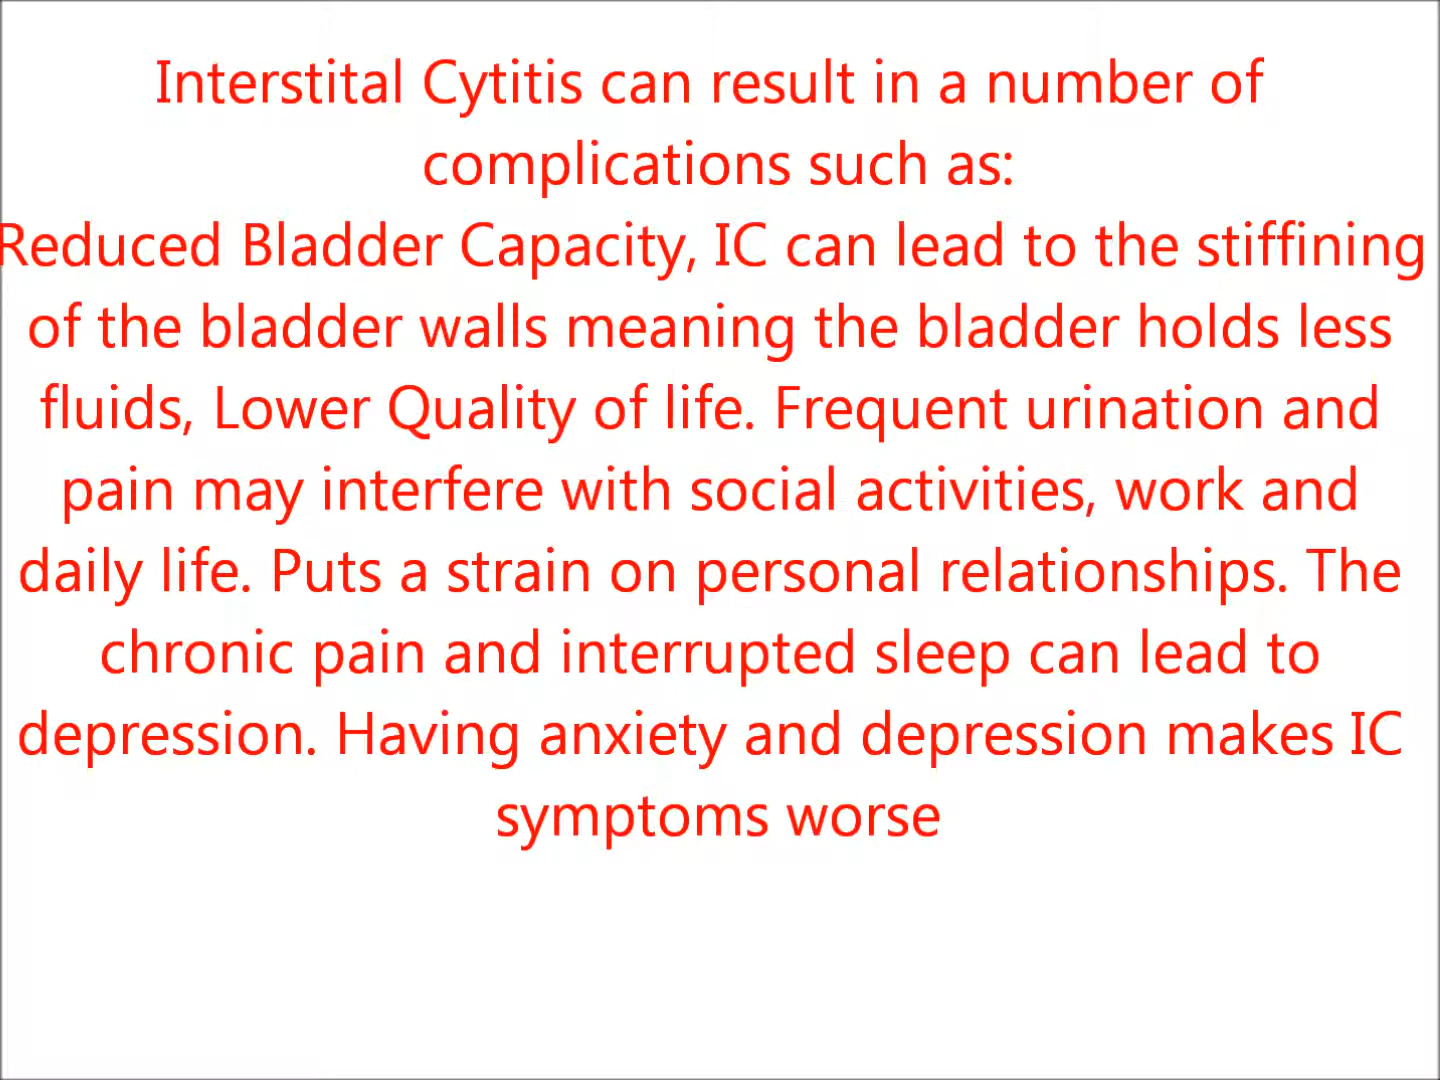 Interstital Cytitis can result in a number of
complications such as:
Reduced Bladder Capacity, IC can lead to the stiffining
of the bladder walls meaning the bladder holds less
fluids, Lower Quality of life. Frequent urination and
pain may interfere with social activities, work and
daily life. Puts a strain on personal relationships. The
chronic pain and interrupted sleep can lead to
depression. Having anxiety and depression makes IC
symptoms worse